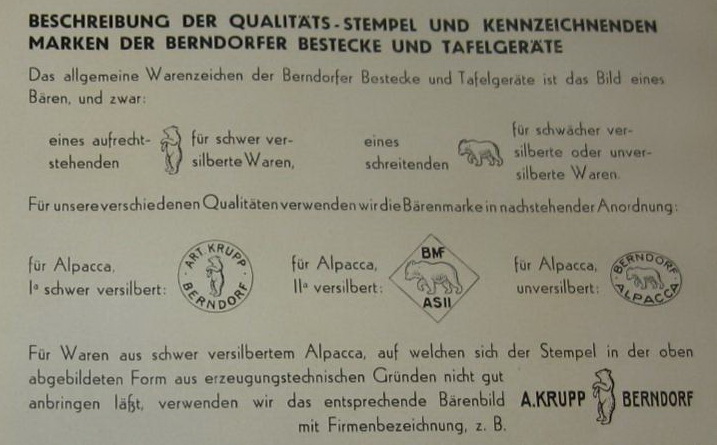 BESCHREIBUNG DER QUALITÄTS-STEMPEL UND KENNZEICHNENDEN
MARKEN DER BERNDORFER BESTECKE UND TAFELGERÄTE
Das allgemeine Warenzeichen der Berndorfer Bestecke und Tafelgeräte ist das Bild eines
Bären, und zwar:
eines aufrecht-
stehenden
für schwer ver-
silberte Waren,
eines
schreitenden
für schwächer ver-
silberte oder unver-
silberte Waren.
Für unsere verschiedenen Qualitäten verwenden wir die Bärenmarke in nachstehender Anordnung:
für Alpacca,
Iª schwer versilbert:
ART. KRUPP
BERNDORF
für Alpacca,
IIª versilbert:
BMF
ASII
für Alpacca,
unversilbert:
BERNDORF
ALPACCA
Für Waren aus schwer versilbertem Alpacca, auf welchen sich der Stempel in der oben
abgebildeten Form aus erzeugungstechnischen Gründen nicht gut
anbringen läßt, verwenden wir das entsprechende Bärenbild
mit Firmenbezeichnung, z. B.
A.KRUPP BERNDORF